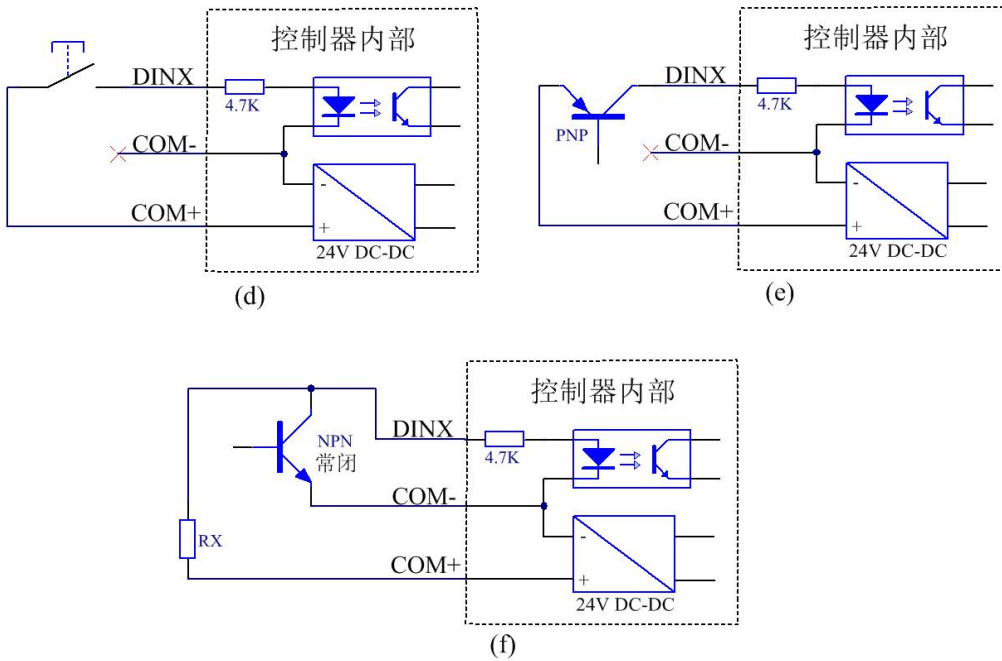 控制器内部
DINX
4.7K
COM-
COM+
-
+
24V DC-DC
(d)
控制器内部
DINX
4.7K
PNP
COM-
COM+
-
+
24V DC-DC
(e)
控制器内部
DINX
4.7K
NPN
常闭
COM-
RX
COM+
-
+
24V DC-DC
(f)